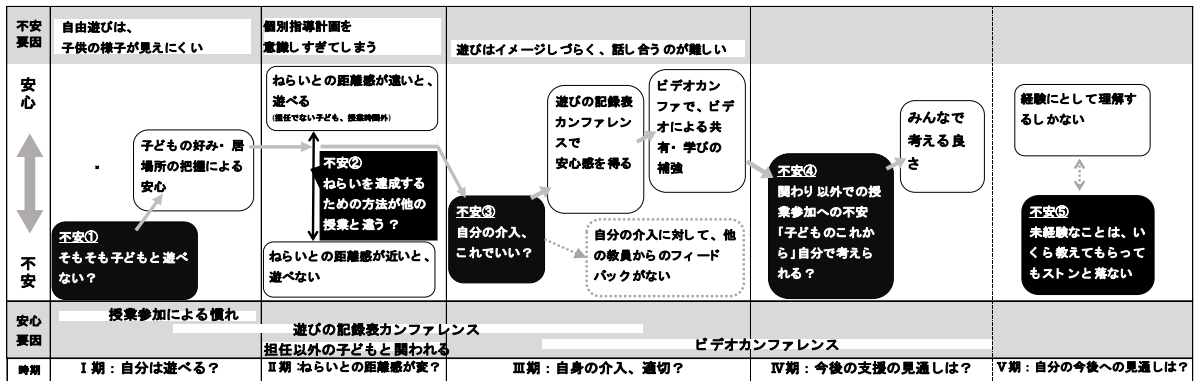 不安
要因
自由遊びは、
子供の様子が見えにくい
個別指導計画を
意識しすぎてしまう
遊びはイメージしづらく、話し合うのが難しい
安
心
不
安
不安①
そもそも子どもと遊べ
ない?
子どもの好み・居
場所の把握による
安心
ねらいとの距離感が遠いと、
遊べる
(担任でない子ども、授業時間外)
不安②
ねらいを達成する
ための方法が他の
授業と違う?
ねらいとの距離感が近いと、
遊べない
不安③
自分の介入、
これでいい?
遊びの記録表
カンファレン
スで
安心感を得る
自分の介入に対して、他
の教員からのフィード
バックがない
ビデオカン
ファで、ビデ
オによる共
有・学びの
補強
不安④
関わり以外での授
業参加への不安
「子どものこれか
ら」自分で考えら
れる?
みんなで
考える良
さ
経験にとして理解す
るしかない
不安⑤
未経験なことは、い
くら教えてもらって
もストンと落ない
安心
要因
授業参加による慣れ
遊びの記録表カンファレンス
担任以外の子どもと関われる
ビデオカンファレンス
時期
Ⅰ期:自分は遊べる?
Ⅱ期:ねらいとの距離感が変?
Ⅲ期:自身の介入、適切?
Ⅳ期:今後の支援の見通しは?
Ⅴ期:自分の今後への見通しは?